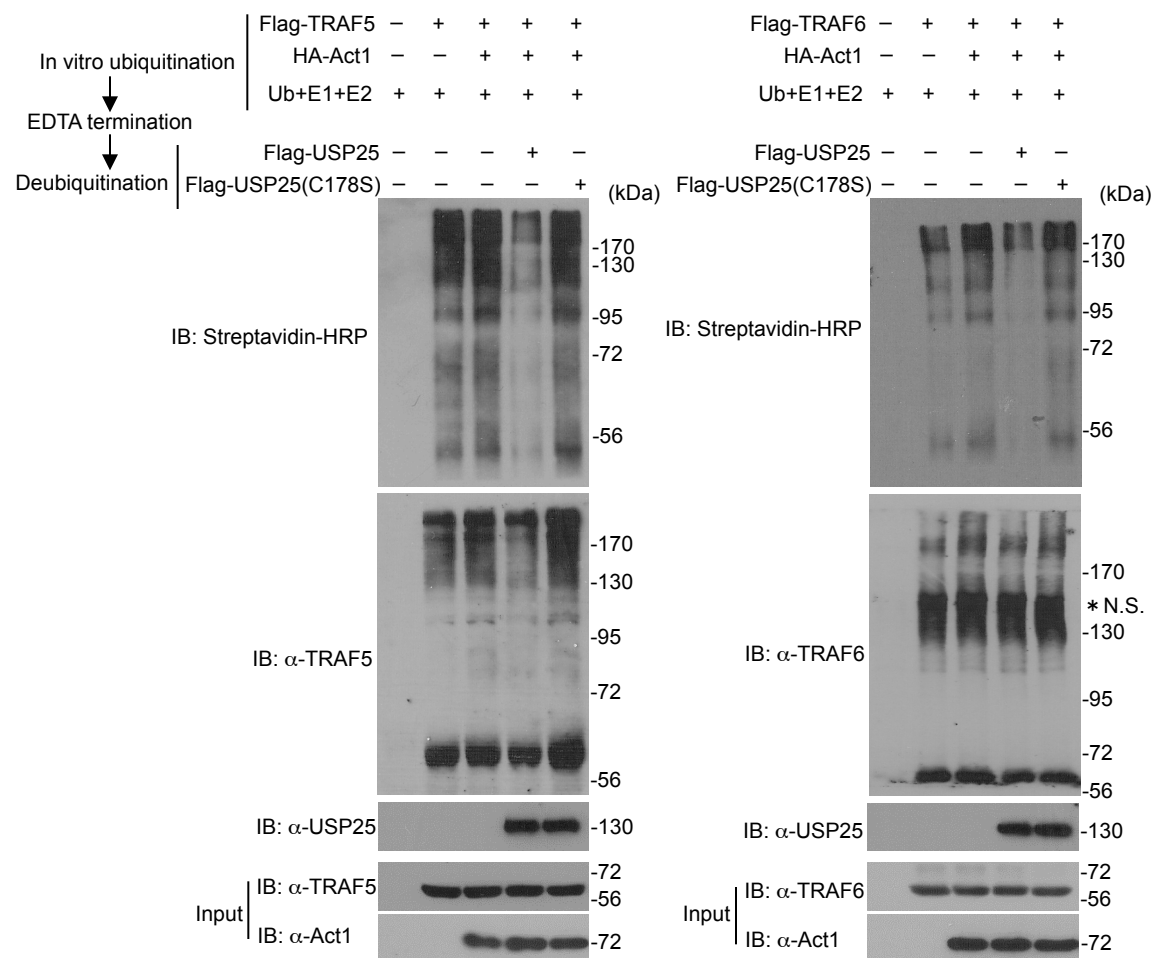 Flag-TRAF5 – + + + +
HA-Act1 – – + + +
In vitro ubiquitination
Ub+E1+E2 + + + + +
EDTA termination
Flag-USP25 – – – + –
Deubiquitination
Flag-USP25(C178S) – – – – +
(kDa)
-170
-130
-95
IB: Streptavidin-HRP
-72
-56
-170
-130
-95
IB: α-TRAF5
-72
-56
IB: α-USP25
-130
-72
IB: α-TRAF5
-56
Input
IB: α-Act1
-72
Flag-TRAF6 – + + + +
HA-Act1 – – + + +
Ub+E1+E2 + + + + +
Flag-USP25 – – – + –
Flag-USP25(C178S) – – – – +
(kDa)
-170
-130
-95
IB: Streptavidin-HRP
-72
-56
-170
* N.S.
-130
IB: α-TRAF6
-95
-72
-56
IB: α-USP25
-130
-72
IB: α-TRAF6
-56
Input
IB: α-Act1
-72